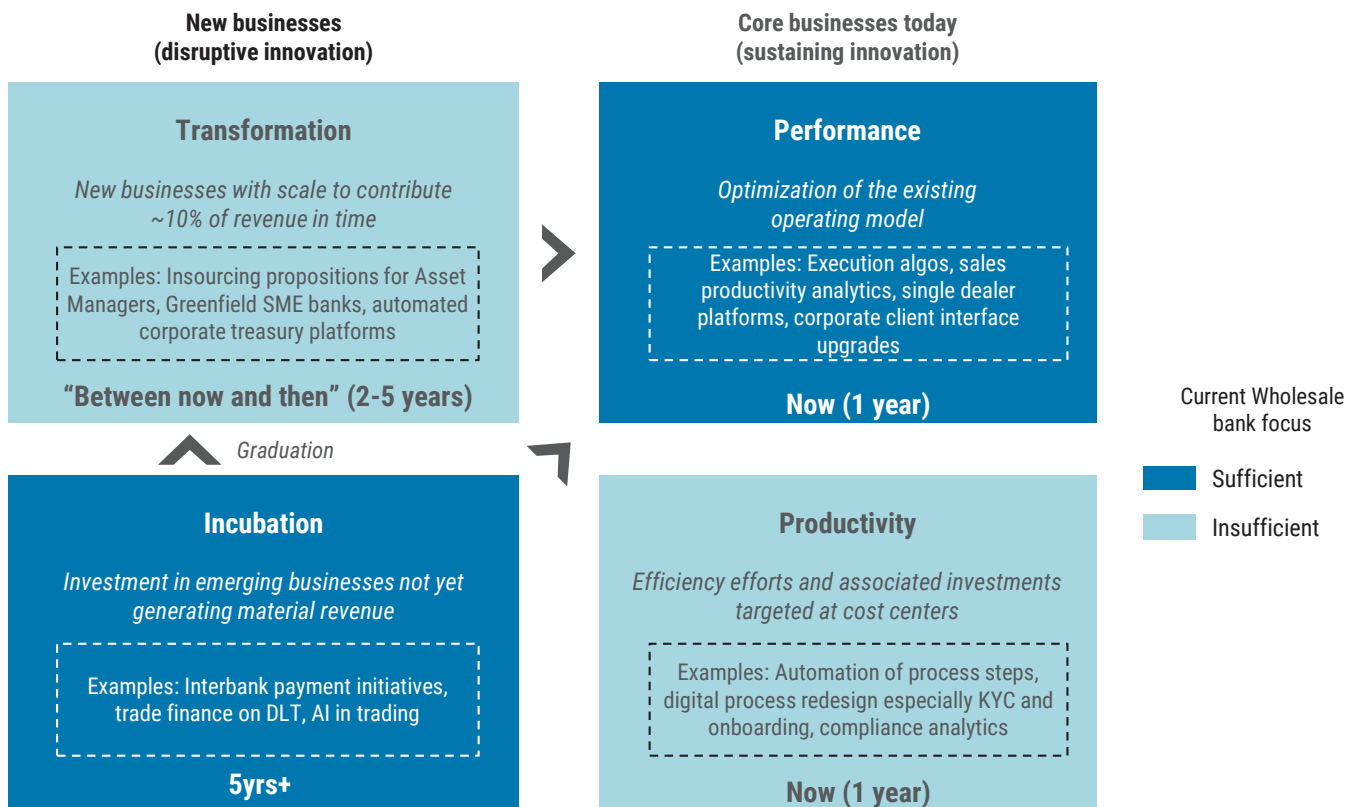 New businesses
(disruptive innovation)
Core businesses today
(sustaining innovation)
Transformation
New businesses with scale to contribute
~10% of revenue in time
Examples: Insourcing propositions for Asset
Managers, Greenfield SME banks, automated
corporate treasury platforms
“Between now and then” (2-5 years)
Performance
Optimization of the existing
operating model
Examples: Execution algos, sales
productivity analytics, single dealer
platforms, corporate client interface
upgrades
Now (1 year)
Graduation
Incubation
Investment in emerging businesses not yet
generating material revenue
Examples: Interbank payment initiatives,
trade finance on DLT, AI in trading
5yrs+
Productivity
Efficiency efforts and associated investments
targeted at cost centers
Examples: Automation of process steps,
digital process redesign especially KYC and
onboarding, compliance analytics
Now (1 year)
Current Wholesale
bank focus
Sufficient
Insufficient